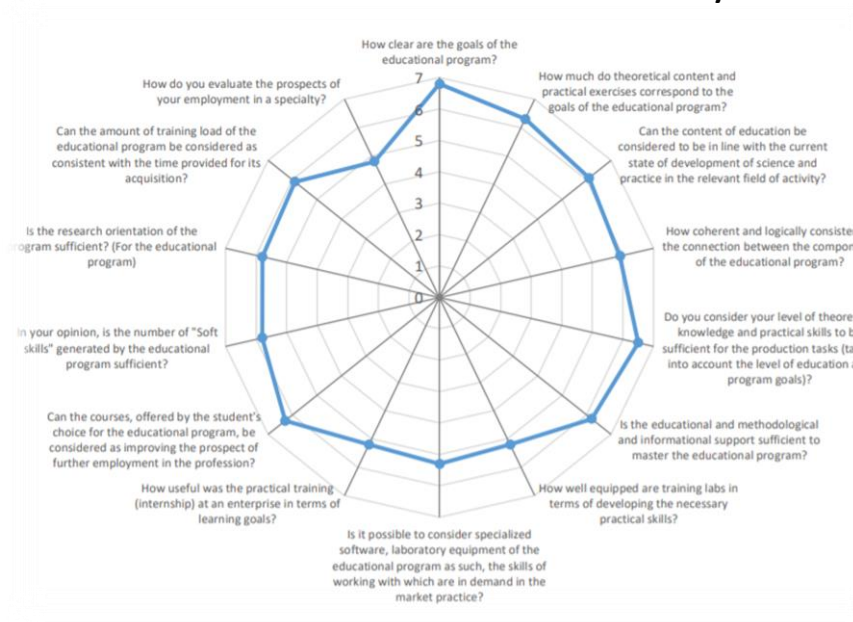 How clear are the goals of the
educational program?
How much do theoretical content and
practical exercises correspond to the
goals of the educational program?
Can the content of education be
considered to be in line with the current
state of development of science and
practice in the relevant field of activity?
How coherent and logically consiste
the connection between the compor
of the educational program?
Do you consider your level of theore
knowledge and practical skills to b
sufficient for the production tasks (ta
into account the level of education
program goals)?
Is the educational and methodological
and informational support sufficient to
master the educational program?
How well equipped are training labs in
terms of developing the necessary
practical skills?
Is it possible to consider specialized
software, laboratory equipment of the
educational program as such, the skills of
working with which are in demand in the
market practice?
How useful was the practical training
(internship) at an enterprise in terms of
learning goals?
Can the courses, offered by the student's
choice for the educational program, be
considered as improving the prospect of
further employment in the profession?
In your opinion, is the number of "Soft
skills" generated by the educational
program sufficient?
Is the research orientation of the
rogram sufficient? (For the educational
program)
Can the amount of training load of the
educational program be considered as
consistent with the time provided for its
acquisition?
How do you evaluate the prospects of
your employment in a specialty?
7
6
5
4
3
2
1
0